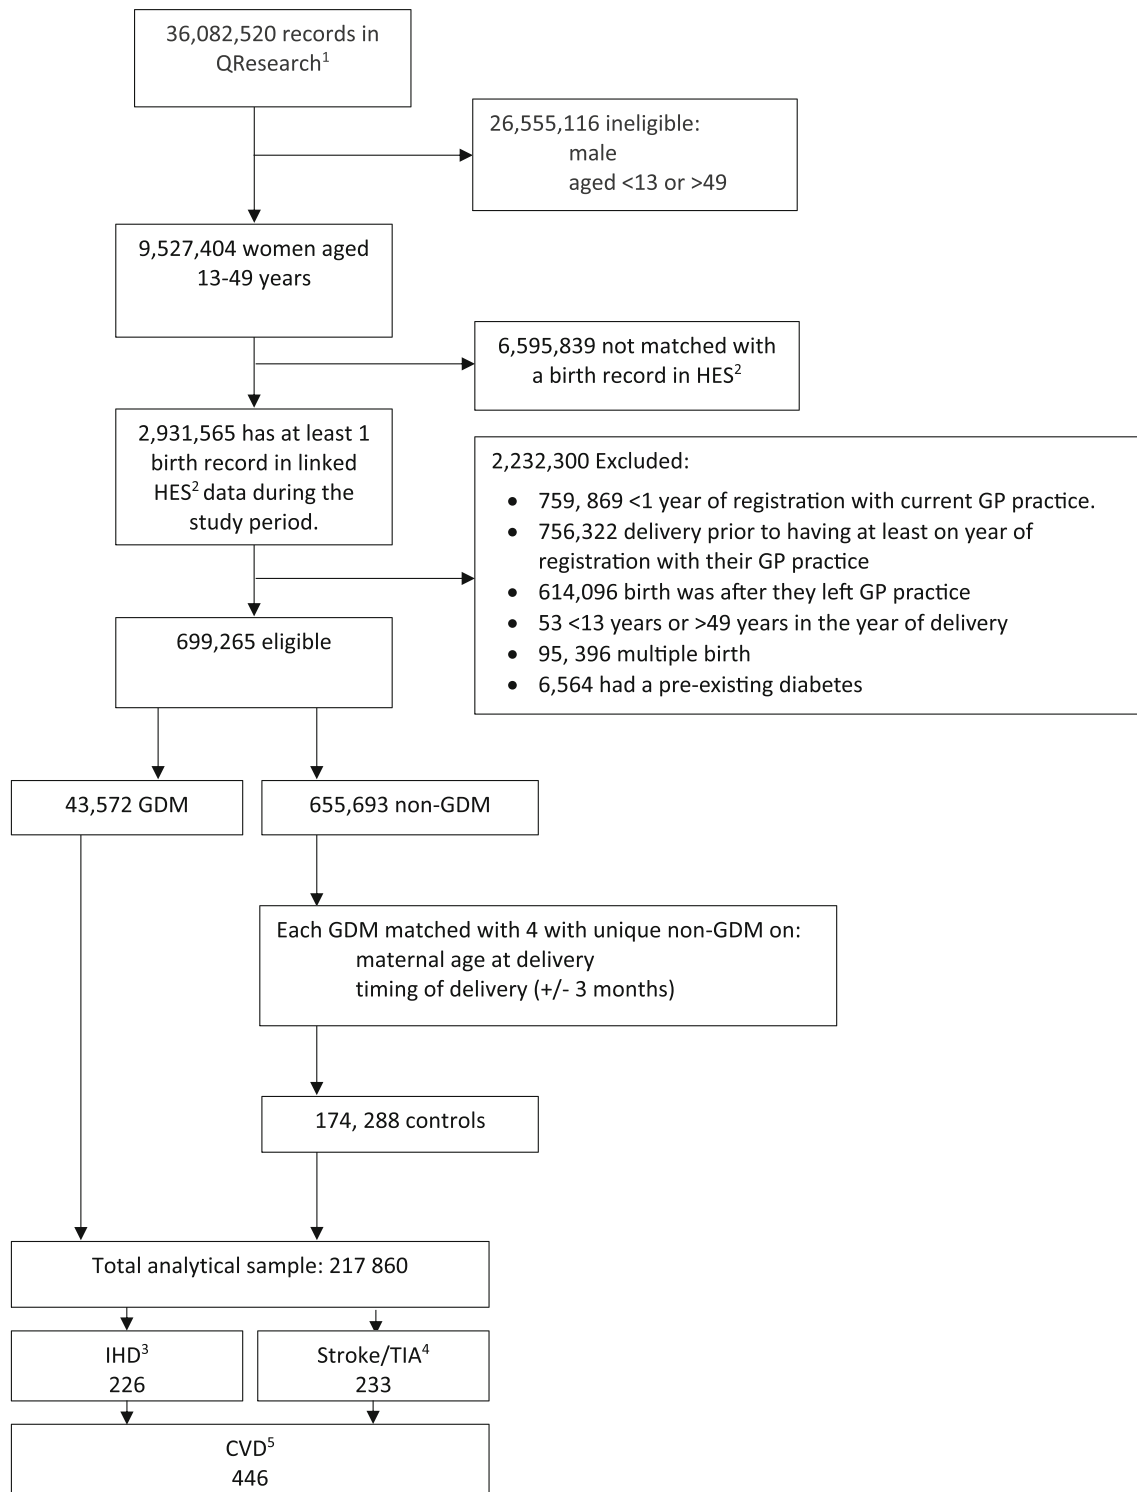 36,082,520 records in
QResearch1
26,555,116 ineligible:
male
aged <13 or >49
9,527,404 women aged
13-49 years
6,595,839 not matched with
a birth record in HES2
2,931,565 has at least 1
birth record in linked
HES2 data during the
study period.
2,232,300 Excluded:
• 759, 869 <1 year of registration with current GP practice.
• 756,322 delivery prior to having at least on year of
registration with their GP practice
• 614,096 birth was after they left GP practice
• 53 <13 years or >49 years in the year of delivery
• 95, 396 multiple birth
• 6,564 had a pre-existing diabetes
699,265 eligible
43,572 GDM
655,693 non-GDM
Each GDM matched with 4 with unique non-GDM on:
maternal age at delivery
timing of delivery (+/- 3 months)
174, 288 controls
Total analytical sample: 217 860
IHD3
226
Stroke/TIA4
233
CVD5
446